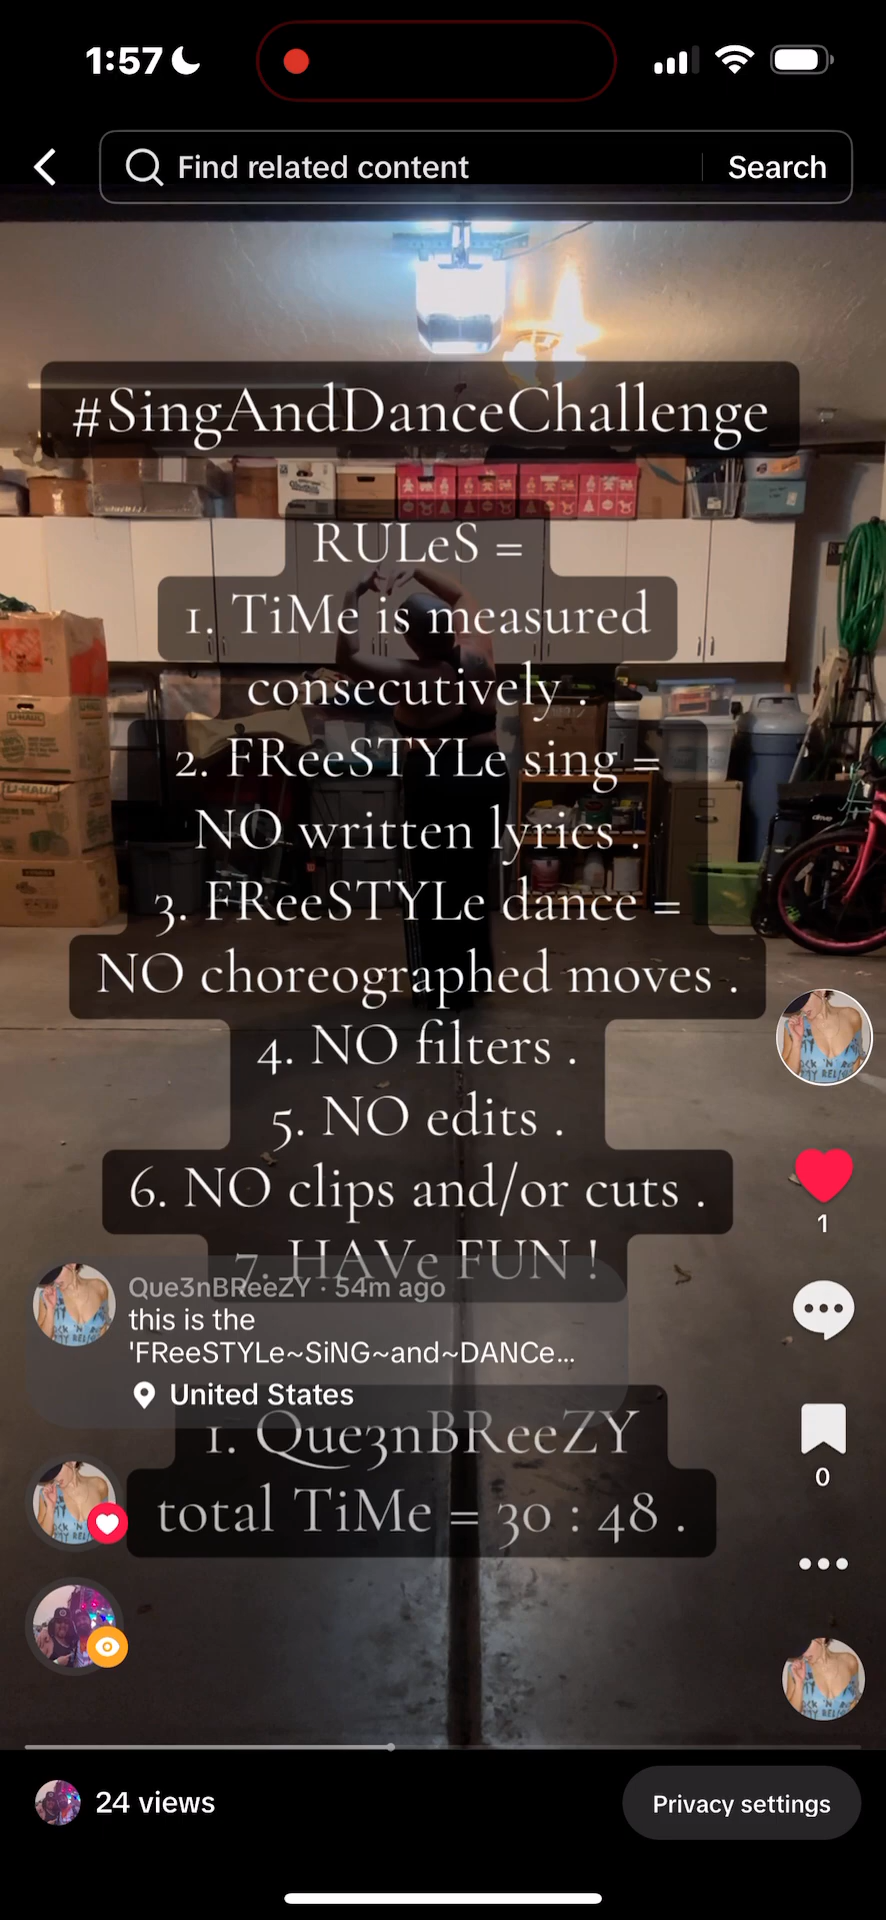 1:57
Find related content
Search
#SingAndDanceChallenge
RULeS =
1. TiMe is measured
consecutively .
2. FReeSTYLe sing =
NO written lyrics .
3. FReeSTYLe dance =
NO choreographed moves .
4. NO filters .
5. NO edits .
6. NO clips and/or cuts .
7. HAVe FUN !
1
Que3nBReeZY · 54m ago
this is the
'FReeSTYLe~SiNG~and~DANCe...
United States
1. Que3nBReeZY
0
total TiMe = 30 : 48 .
24 views
Privacy settings
U-HAUL
U-HAUL